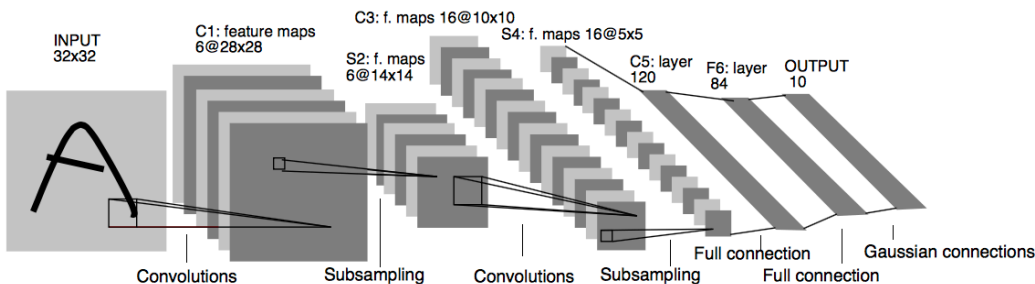 INPUT
32x32
C1: feature maps
6@28x28
S2: f. maps
6@14x14
C3: f. maps 16@10x10
S4: f. maps 16@5x5
C5: layer
120
F6: layer
84
OUTPUT
10
Convolutions
Subsampling
Convolutions
Subsampling
Full connection
Full connection
Gaussian connections